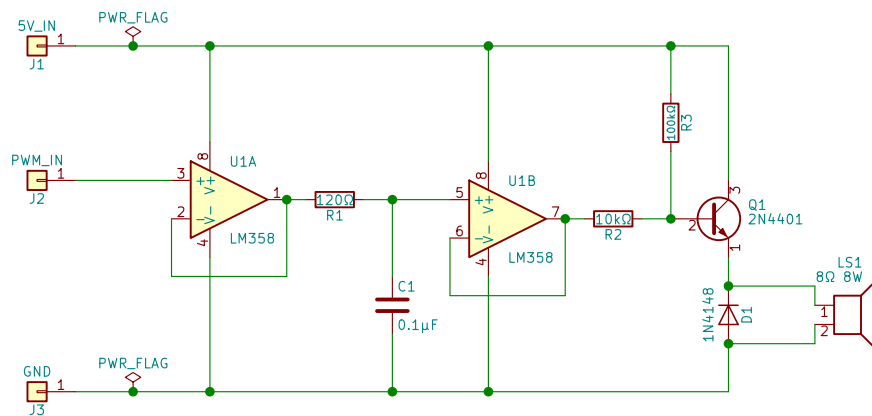 PWR_FLAG
5V_IN
1
J1
PWM_IN
1
J2
3
2
8
4
+
V+
−
V-
1
U1A
LM358
120Ω
R1
C1
0.1µF
5
6
8
4
+
V+
−
V-
7
U1B
LM358
10kΩ
R2
100kΩ
R3
3
2
1
Q1
2N4401
1N4148
D1
LS1
8Ω 8W
1
2
PWR_FLAG
GND
1
J3